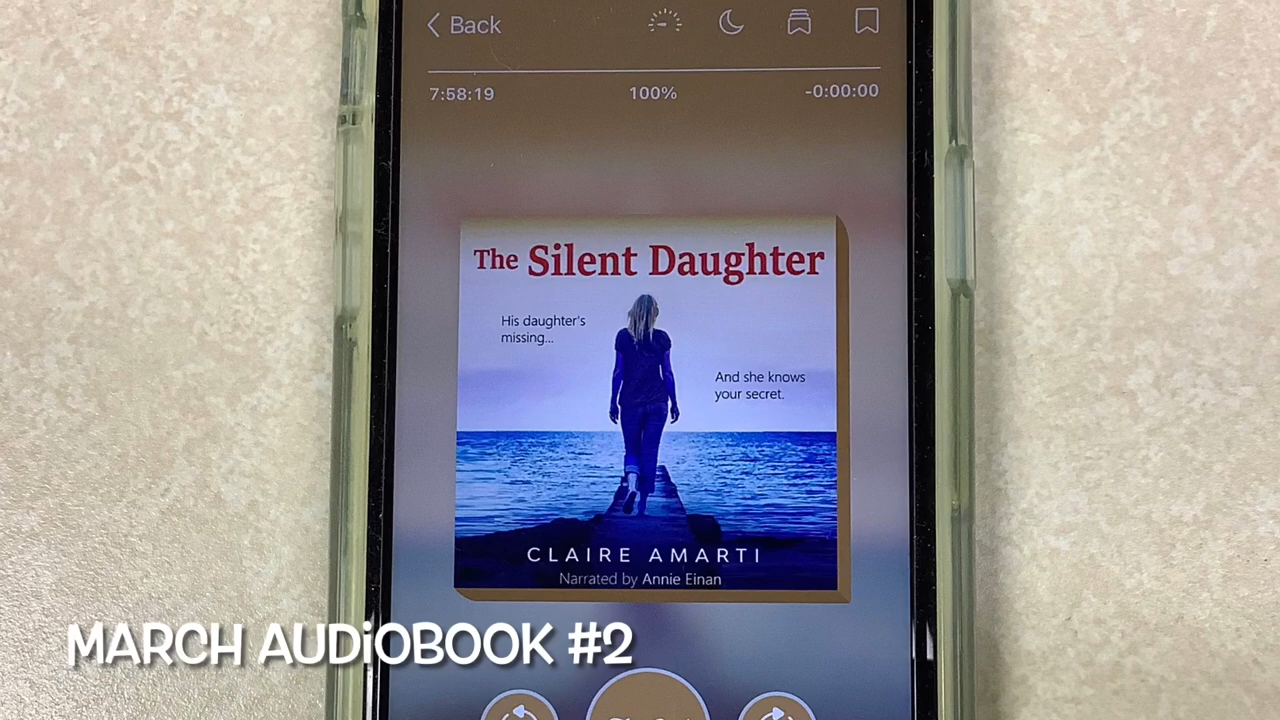 Back
7:58:19 100% -0:00:00
The Silent Daughter
His daughter's
missing...
And she knows
your secret.
CLAIRE AMARTI
Narrated by Annie Einan
MARCH AUDiOBOOK #2